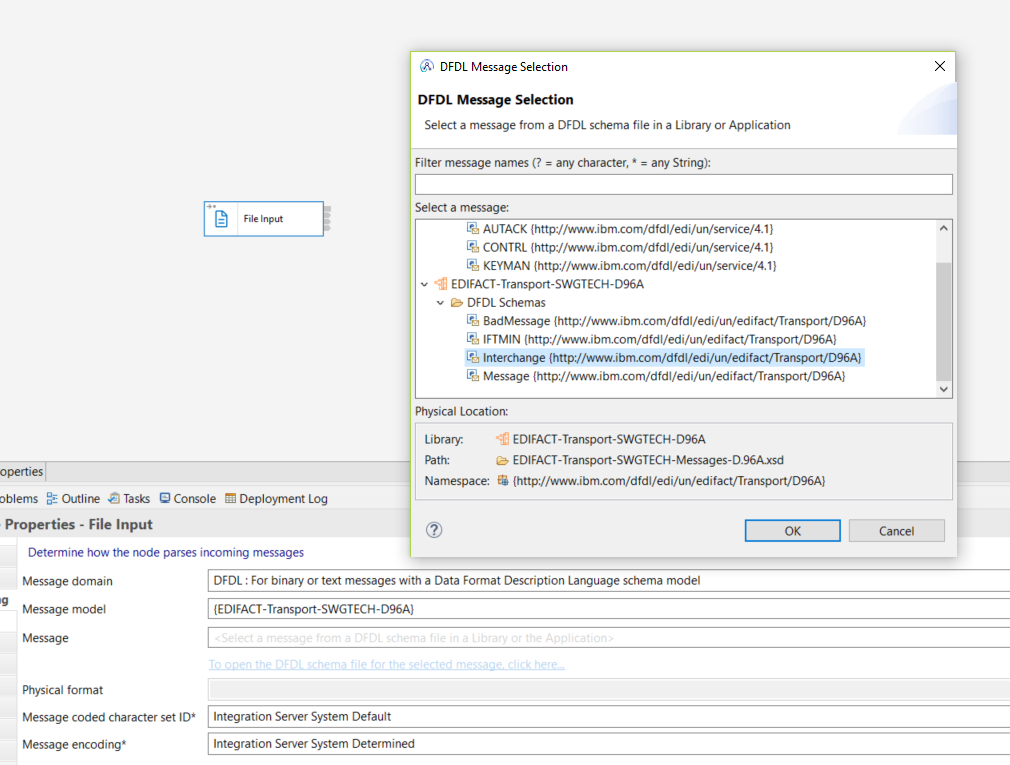 DFDL Message Selection
DFDL Message Selection
Select a message from a DFDL schema file in a Library or Application
Filter message names (? = any character, * = any String):
Select a message:
AUTACK {http://www.ibm.com/dfdl/edi/un/service/4.1}
CONTRL {http://www.ibm.com/dfdl/edi/un/service/4.1}
KEYMAN {http://www.ibm.com/dfdl/edi/un/service/4.1}
EDIFACT-Transport-SWGTECH-D96A
DFDL Schemas
BadMessage {http://www.ibm.com/dfdl/edi/un/edifact/Transport/D96A}
IFTMIN {http://www.ibm.com/dfdl/edi/un/edifact/Transport/D96A}
Interchange {http://www.ibm.com/dfdl/edi/un/edifact/Transport/D96A}
Message {http://www.ibm.com/dfdl/edi/un/edifact/Transport/D96A}
Physical Location:
Library: EDIFACT-Transport-SWGTECH-D96A
Path: EDIFACT-Transport-SWGTECH-Messages-D.96A.xsd
Namespace: {http://www.ibm.com/dfdl/edi/un/edifact/Transport/D96A}
? OK Cancel
File Input
operties
oblems Outline Tasks Console Deployment Log
Properties - File Input
Determine how the node parses incoming messages
Message domain DFDL : For binary or text messages with a Data Format Description Language schema model
ng
Message model {EDIFACT-Transport-SWGTECH-D96A}
Message <Select a message from a DFDL schema file in a Library or the Application>
To open the DFDL schema file for the selected message, click here...
Physical format
Message coded character set ID* Integration Server System Default
Message encoding* Integration Server System Determined